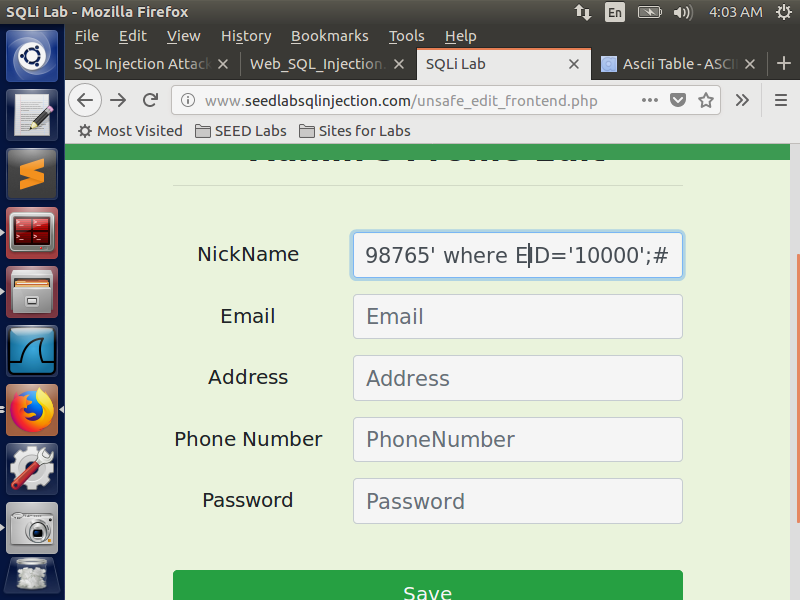 SQLi Lab - Mozilla Firefox
En
4:03 AM
File Edit View History Bookmarks Tools Help
SQL Injection Attack
Web_SQL_Injection.
SQLi Lab
Ascii Table - ASCII
www.seedlabsqlinjection.com/unsafe_edit_frontend.php
Most Visited SEED Labs Sites for Labs
NickName 98765' where EID='10000';#
Email Email
Address Address
Phone Number PhoneNumber
Password Password
Save